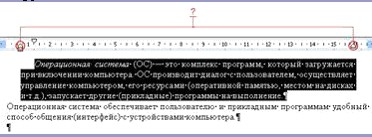 ?
Операционная система (ОС) — это комплекс программ, который загружается
при включении компьютера. ОС производит диалог с пользователем, осуществляет
управление компьютером, его ресурсами (оперативной памятью, местом на дисках
и т.д.), запускает другие (прикладные) программы на выполнение.¶
Операционная система обеспечивает пользователю и прикладным программам удобный
способ общения (интерфейс) с устройствами компьютера.¶
¶